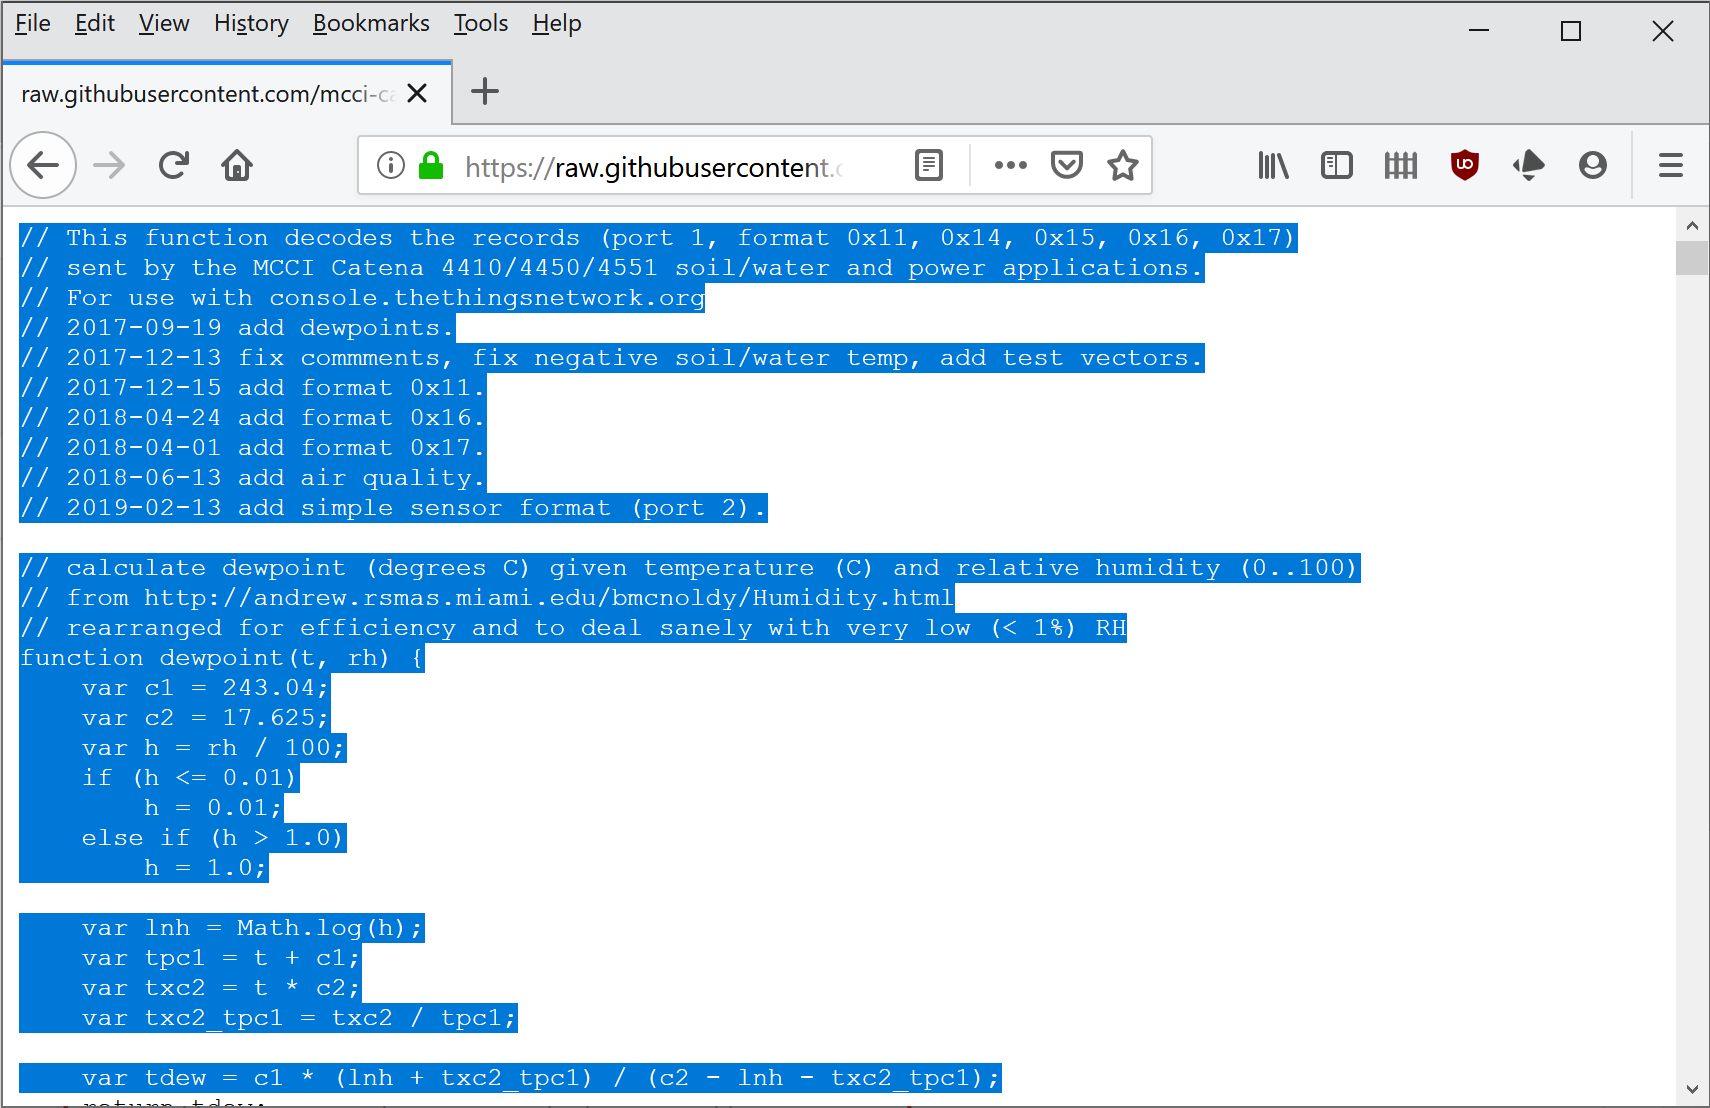 File Edit View History Bookmarks Tools Help
raw.githubusercontent.com/mcci-ca
https://raw.githubusercontent.c
// This function decodes the records (port 1, format 0x11, 0x14, 0x15, 0x16, 0x17)
// sent by the MCCI Catena 4410/4450/4551 soil/water and power applications.
// For use with console.thethingsnetwork.org
// 2017-09-19 add dewpoints.
// 2017-12-13 fix commments, fix negative soil/water temp, add test vectors.
// 2017-12-15 add format 0x11.
// 2018-04-24 add format 0x16.
// 2018-04-01 add format 0x17.
// 2018-06-13 add air quality.
// 2019-02-13 add simple sensor format (port 2).
// calculate dewpoint (degrees C) given temperature (C) and relative humidity (0..100)
// from http://andrew.rsmas.miami.edu/bmcnoldy/Humidity.html
// rearranged for efficiency and to deal sanely with very low (< 1%) RH
function dewpoint(t, rh) {
    var c1 = 243.04;
    var c2 = 17.625;
    var h = rh / 100;
    if (h <= 0.01)
        h = 0.01;
    else if (h > 1.0)
        h = 1.0;
    var lnh = Math.log(h);
    var tpc1 = t + c1;
    var txc2 = t * c2;
    var txc2_tpc1 = txc2 / tpc1;
    var tdew = c1 * (lnh + txc2_tpc1) / (c2 - lnh - txc2_tpc1);
    return tdew;